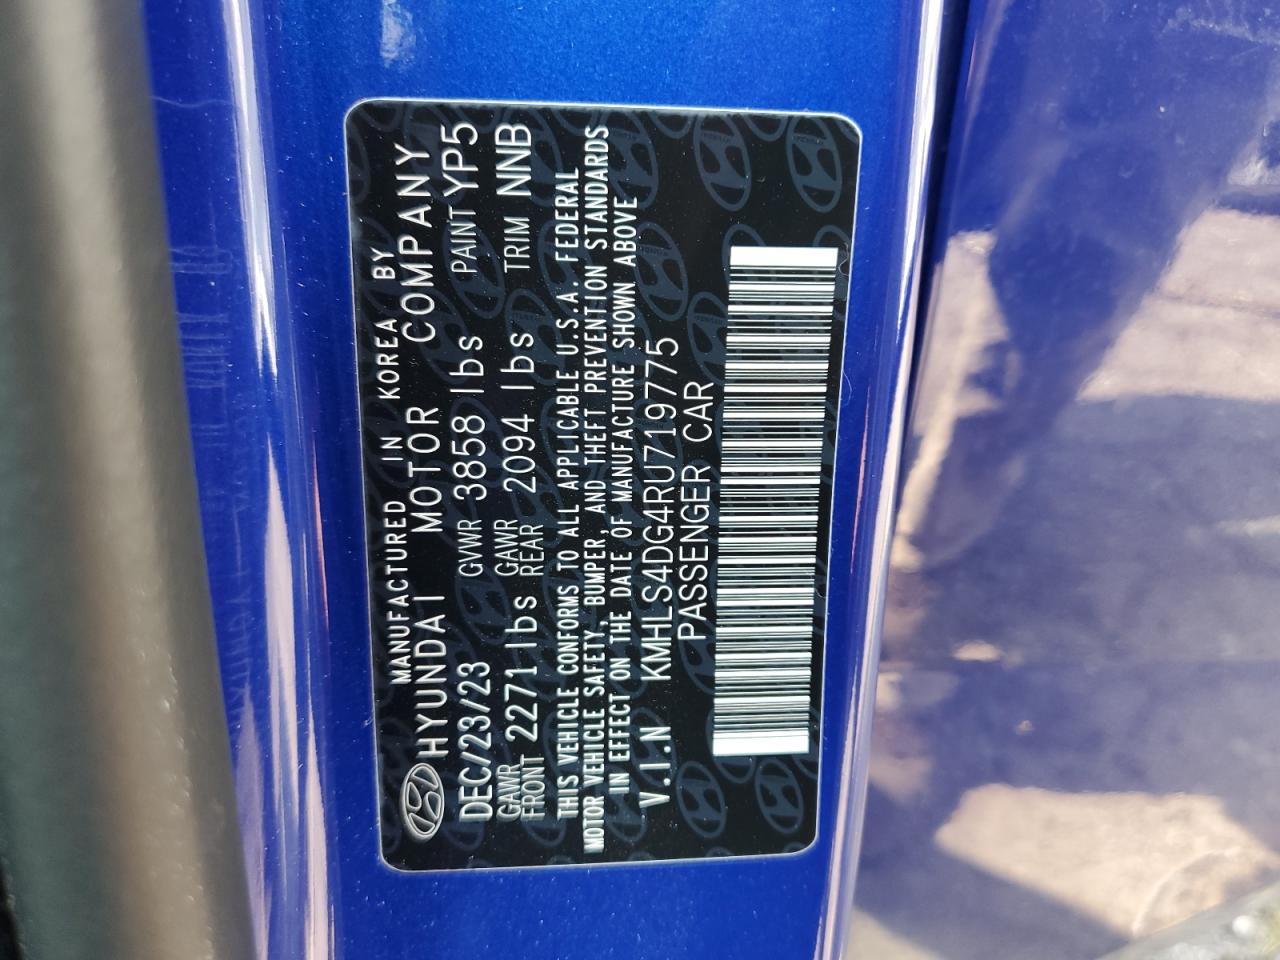 MANUFACTURED IN KOREA BY
HYUNDAI MOTOR COMPANY
DEC/23/23 GVWR 3858 lbs PAINT YP5
GAWR FRONT 2271 lbs GAWR REAR 2094 lbs TRIM NNB
THIS VEHICLE CONFORMS TO ALL APPLICABLE U.S.A. FEDERAL
MOTOR VEHICLE SAFETY, BUMPER, AND THEFT PREVENTION STANDARDS
IN EFFECT ON THE DATE OF MANUFACTURE SHOWN ABOVE
V.I.N KMHLS4DG4RU719775
PASSENGER CAR